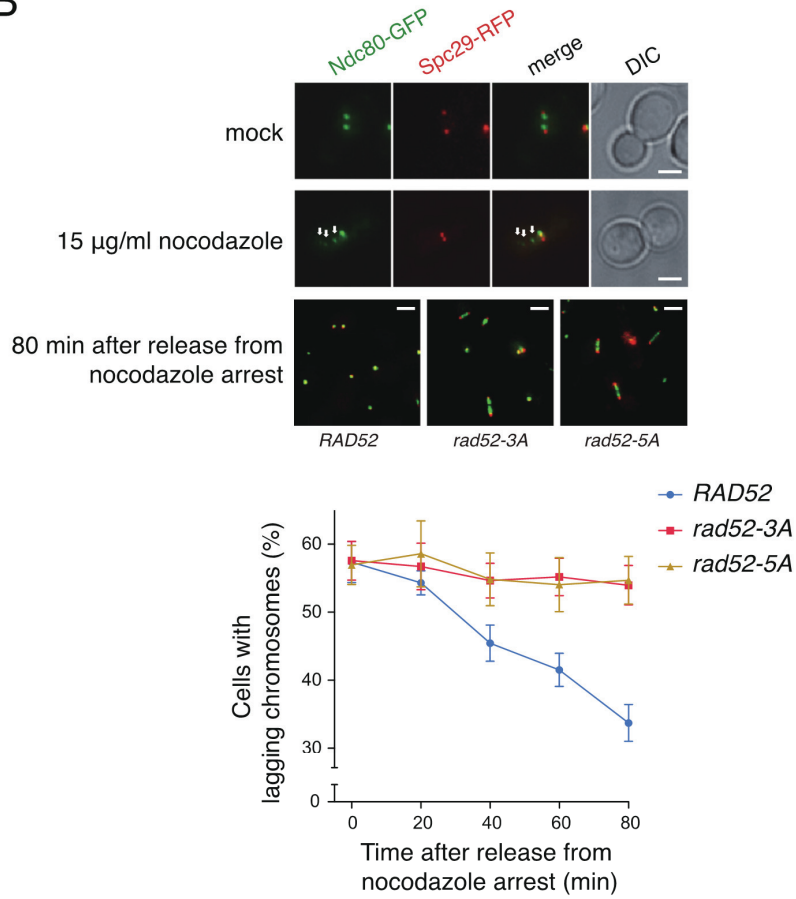 B
Ndc80-GFP
Spc29-RFP
merge
DIC
mock
15 µg/ml nocodazole
80 min after release from
nocodazole arrest
RAD52
rad52-3A
rad52-5A
RAD52
rad52-3A
rad52-5A
Cells with
lagging chromosomes (%)
60
50
40
30
0
0 20 40 60 80
Time after release from
nocodazole arrest (min)